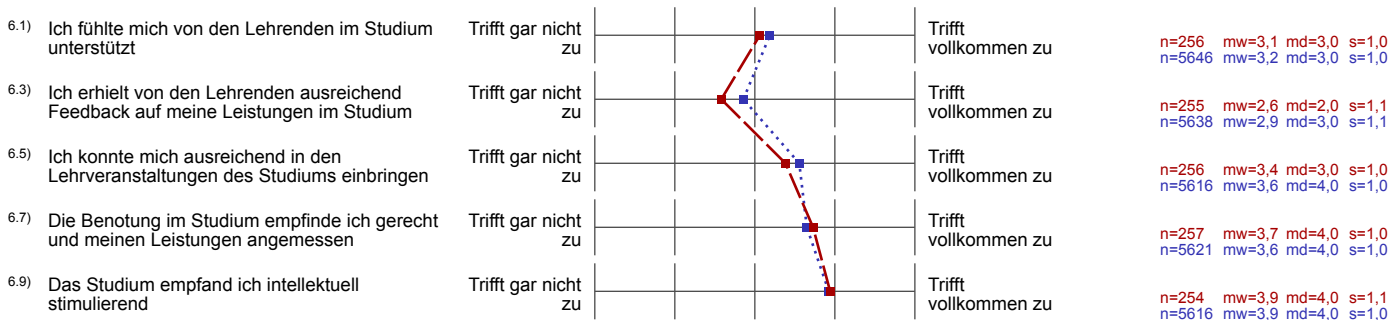 6.1) Ich fühlte mich von den Lehrenden im Studium
unterstützt
Trifft gar nicht
zu
Trifft
vollkommen zu
n=256 mw=3,1 md=3,0 s=1,0
n=5646 mw=3,2 md=3,0 s=1,0
6.3) Ich erhielt von den Lehrenden ausreichend
Feedback auf meine Leistungen im Studium
Trifft gar nicht
zu
Trifft
vollkommen zu
n=255 mw=2,6 md=2,0 s=1,1
n=5638 mw=2,9 md=3,0 s=1,1
6.5) Ich konnte mich ausreichend in den
Lehrveranstaltungen des Studiums einbringen
Trifft gar nicht
zu
Trifft
vollkommen zu
n=256 mw=3,4 md=3,0 s=1,0
n=5616 mw=3,6 md=4,0 s=1,0
6.7) Die Benotung im Studium empfinde ich gerecht
und meinen Leistungen angemessen
Trifft gar nicht
zu
Trifft
vollkommen zu
n=257 mw=3,7 md=4,0 s=1,0
n=5621 mw=3,6 md=4,0 s=1,0
6.9) Das Studium empfand ich intellektuell
stimulierend
Trifft gar nicht
zu
Trifft
vollkommen zu
n=254 mw=3,9 md=4,0 s=1,1
n=5616 mw=3,9 md=4,0 s=1,0